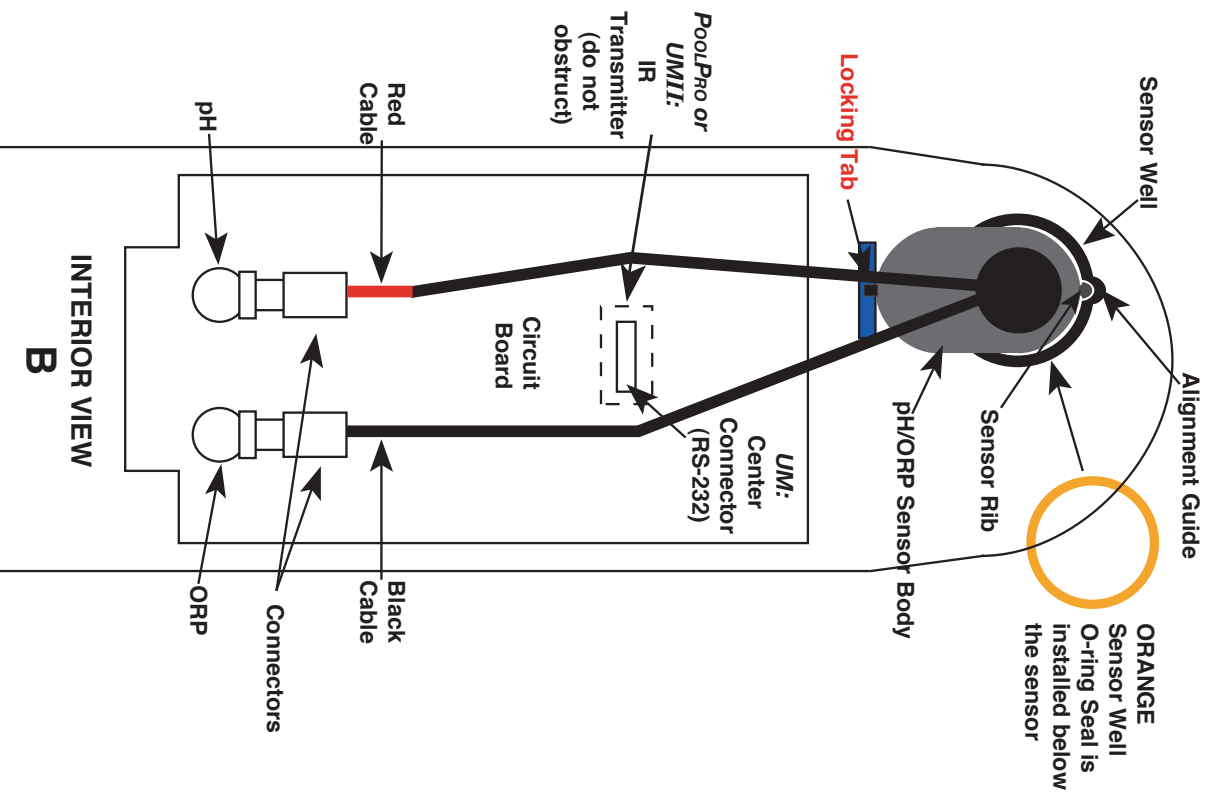 Sensor Well
Alignment Guide
Locking Tab
POOLPRO or
UMII:
IR
Transmitter
(do not
obstruct)
Sensor Rib
pH/ORP Sensor Body
ORANGE
Sensor Well
O-ring Seal is
installed below
the sensor
UM:
Center
Connector
(RS-232)
Circuit
Board
Red
Cable
Black
Cable
pH
Connectors
ORP
INTERIOR VIEW
B